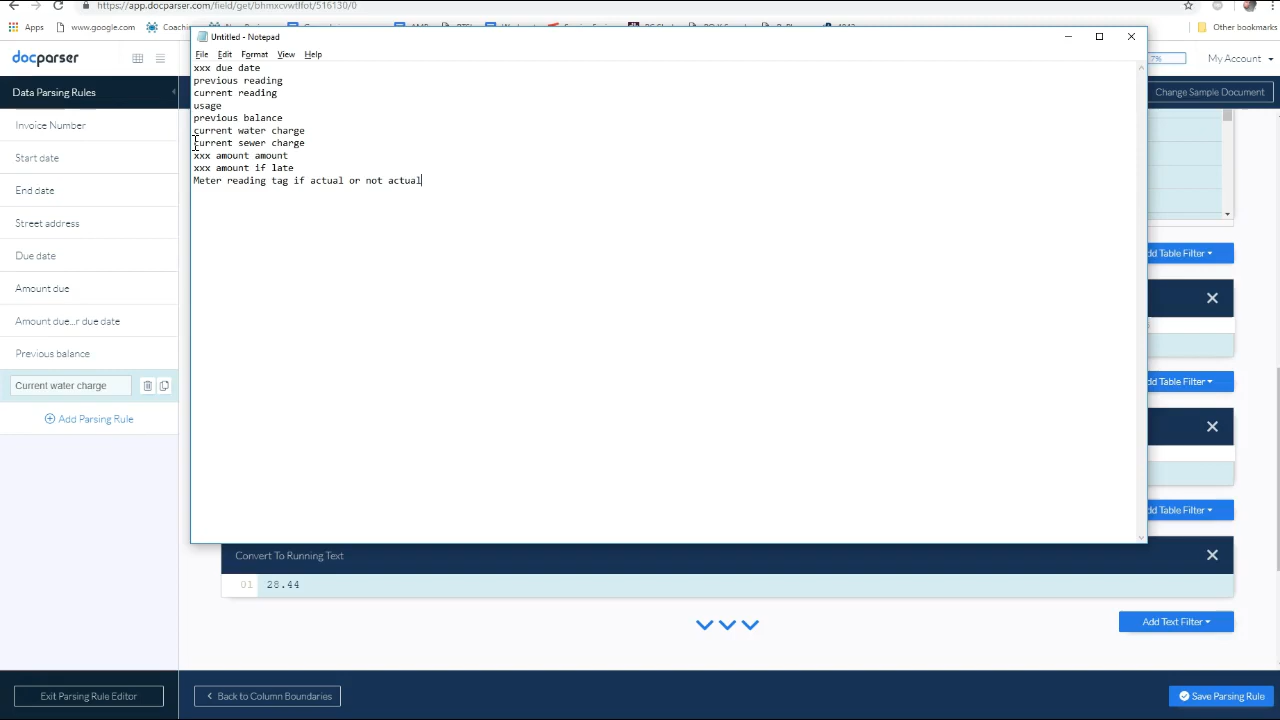 https://app.docparser.com/field/get/bhmxcvwtlfot/516130/0
Apps
www.google.com
Coachin
Other bookmarks
docparser
7%
My Account
Data Parsing Rules
Change Sample Document
Untitled - Notepad
File Edit Format View Help
xxx due date
previous reading
current reading
usage
previous balance
current water charge
current sewer charge
xxx amount amount
xxx amount if late
Meter reading tag if actual or not actual
Invoice Number
Start date
End date
Street address
Due date
Amount due
Amount due...r due date
Previous balance
Current water charge
Add Parsing Rule
dd Table Filter
dd Table Filter
dd Table Filter
Convert To Running Text
01 28.44
Add Text Filter
Exit Parsing Rule Editor
Back to Column Boundaries
Save Parsing Rule